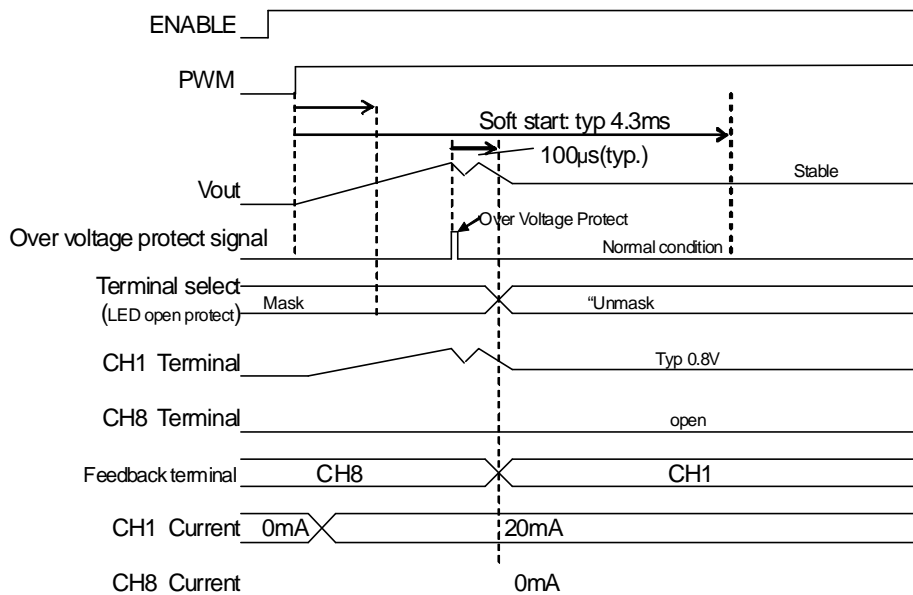 ENABLE
PWM
Soft start: typ 4.3ms
100μs(typ.)
Vout
Stable
Over Voltage Protect
Over voltage protect signal
Normal condition
Terminal select
(LED open protect)
Mask
“Unmask
CH1 Terminal
Typ 0.8V
CH8 Terminal
open
Feedback terminal
CH8
CH1
CH1 Current
0mA
20mA
CH8 Current
0mA